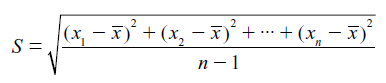 S = √((x₁ − x̅)² + (x₂ − x̅)² + ⋯ + (xₙ − x̅)² / n − 1)